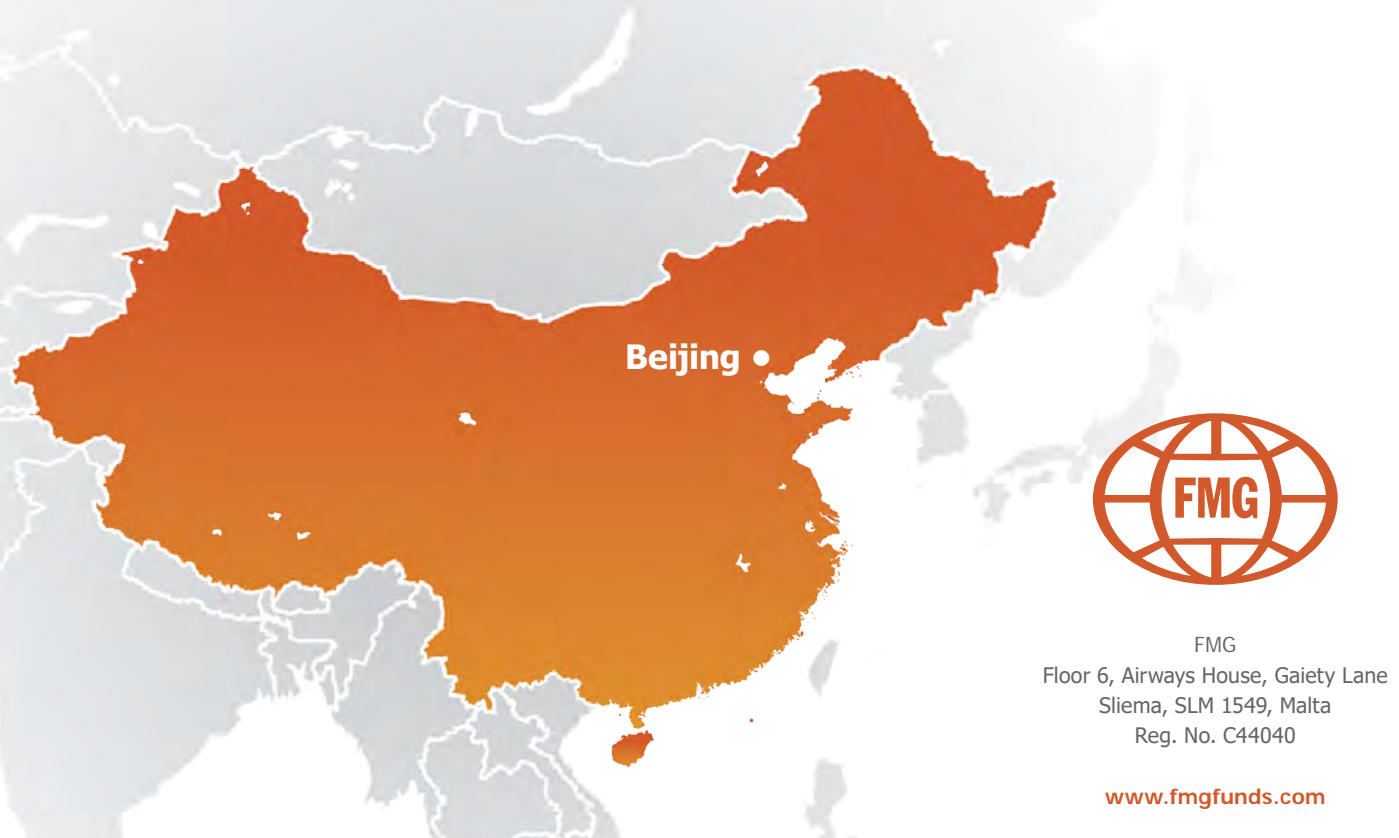 Beijing
FMG
FMG
Floor 6, Airways House, Gaiety Lane
Sliema, SLM 1549, Malta
Reg. No. C44040
www.fmgfunds.com